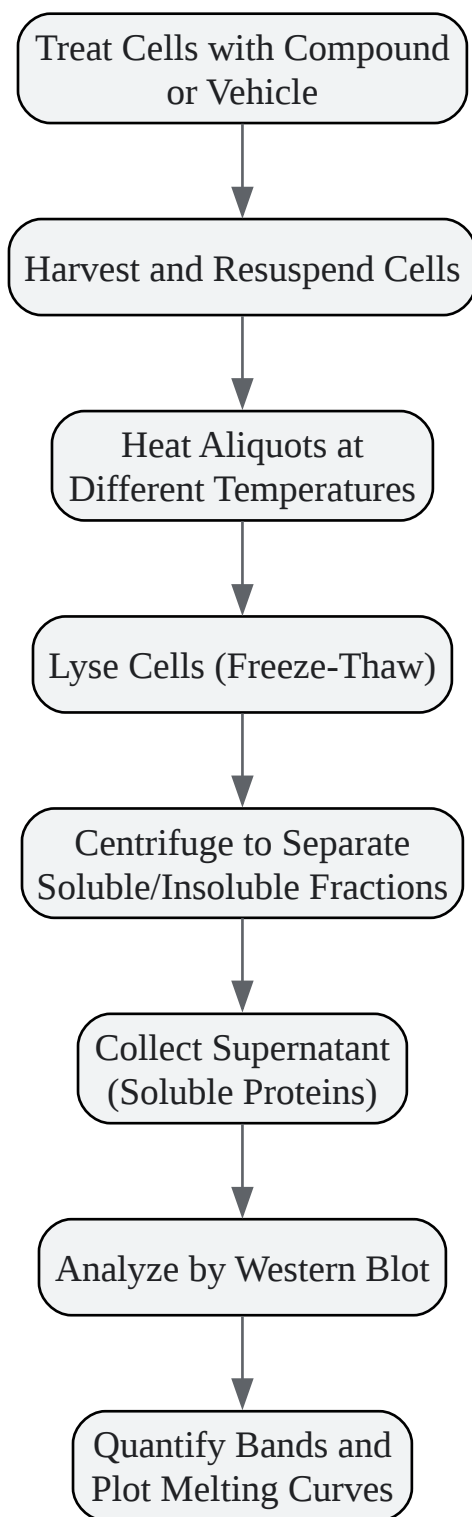 Treat Cells with Compound
or Vehicle
Harvest and Resuspend Cells
Heat Aliquots at
Different Temperatures
Lyse Cells (Freeze-Thaw)
Centrifuge to Separate
Soluble/Insoluble Fractions
Collect Supernatant
(Soluble Proteins)
Analyze by Western Blot
Quantify Bands and
Plot Melting Curves